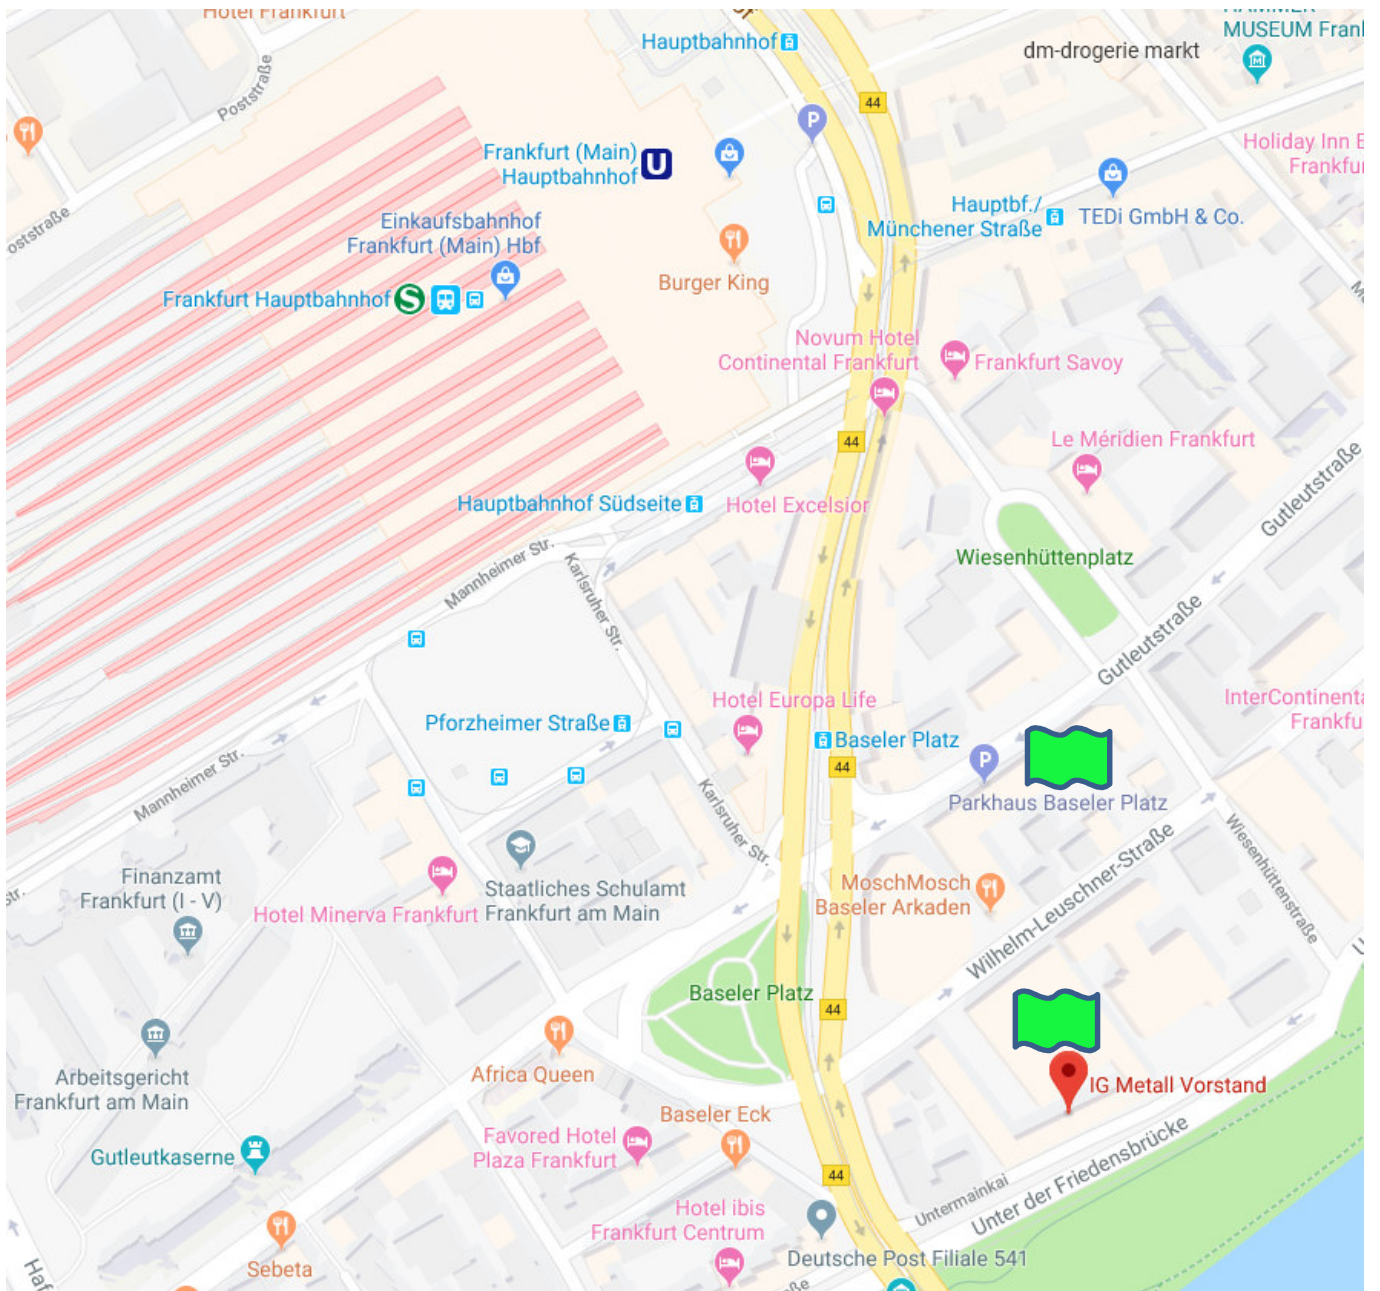 Hotel Frankfurt
Hauptbahnhof
MUSEUM
dm-drogerie markt
Poststraße
44
P
Frankfurt (Main)
Hauptbahnhof
U
Holiday Inn
Einkaufsbahnhof
Frankfurt (Main) Hbf
Hauptbf./
Münchener Straße
TEDi GmbH & Co.
Burger King
Frankfurt Hauptbahnhof
S
Novum Hotel
Continental Frankfurt
Frankfurt Savoy
44
Le Méridien Frankfurt
Hauptbahnhof Südseite
Hotel Excelsior
Gutleutstraße
Wiesenhüttenplatz
Mannheimer Str.
Karlsruher Str.
Gutleutstraße
Hotel Europa Life
Pforzheimer Straße
Baseler Platz
44
P
Parkhaus Baseler Platz
Mannheimer Str.
Karlsruher Str.
Wiesenhüttenstraße
Wilhelm-Leuschner-Straße
Finanzamt
Frankfurt (I - V)
Hotel Minerva Frankfurt
Staatliches Schulamt
Frankfurt am Main
MoschMosch
Baseler Arkaden
Baseler Platz
44
Africa Queen
Arbeitsgericht
Frankfurt am Main
IG Metall Vorstand
Baseler Eck
Favored Hotel
Plaza Frankfurt
Gutleutkaserne
44
Untermainkai
Unter der Friedensbrücke
Hotel ibis
Frankfurt Centrum
Deutsche Post Filiale 541
Sebeta